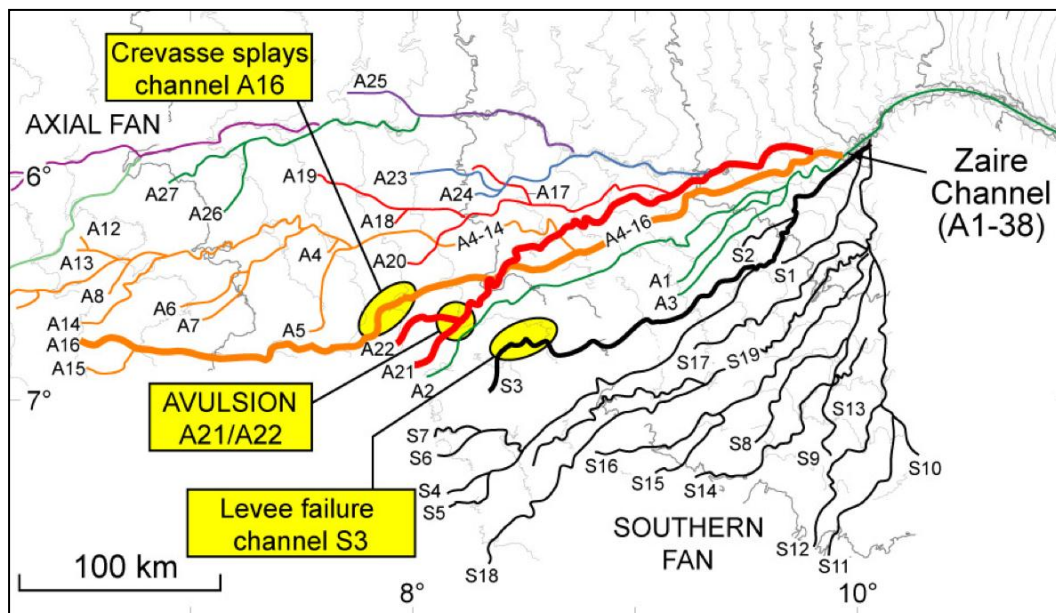 Crevasse splays
channel A16
A25
AXIAL FAN
6°
A27
A26
A19
A23
A24
A17
A18
A20
Zaire
Channel
(A1-38)
A12
A13
A8
A14
A16
A15
A6
A7
A4
A5
A4-14
A4-16
A22
A21
A2
A1
A3
S2
S1
7°
AVULSION
A21/A22
S3
S17
S19
S7
S6
S4
S5
S16
S15
S14
S8
S9
S13
S10
Levee failure
channel S3
SOUTHERN
FAN
S12
S11
S18
100 km
8°
10°